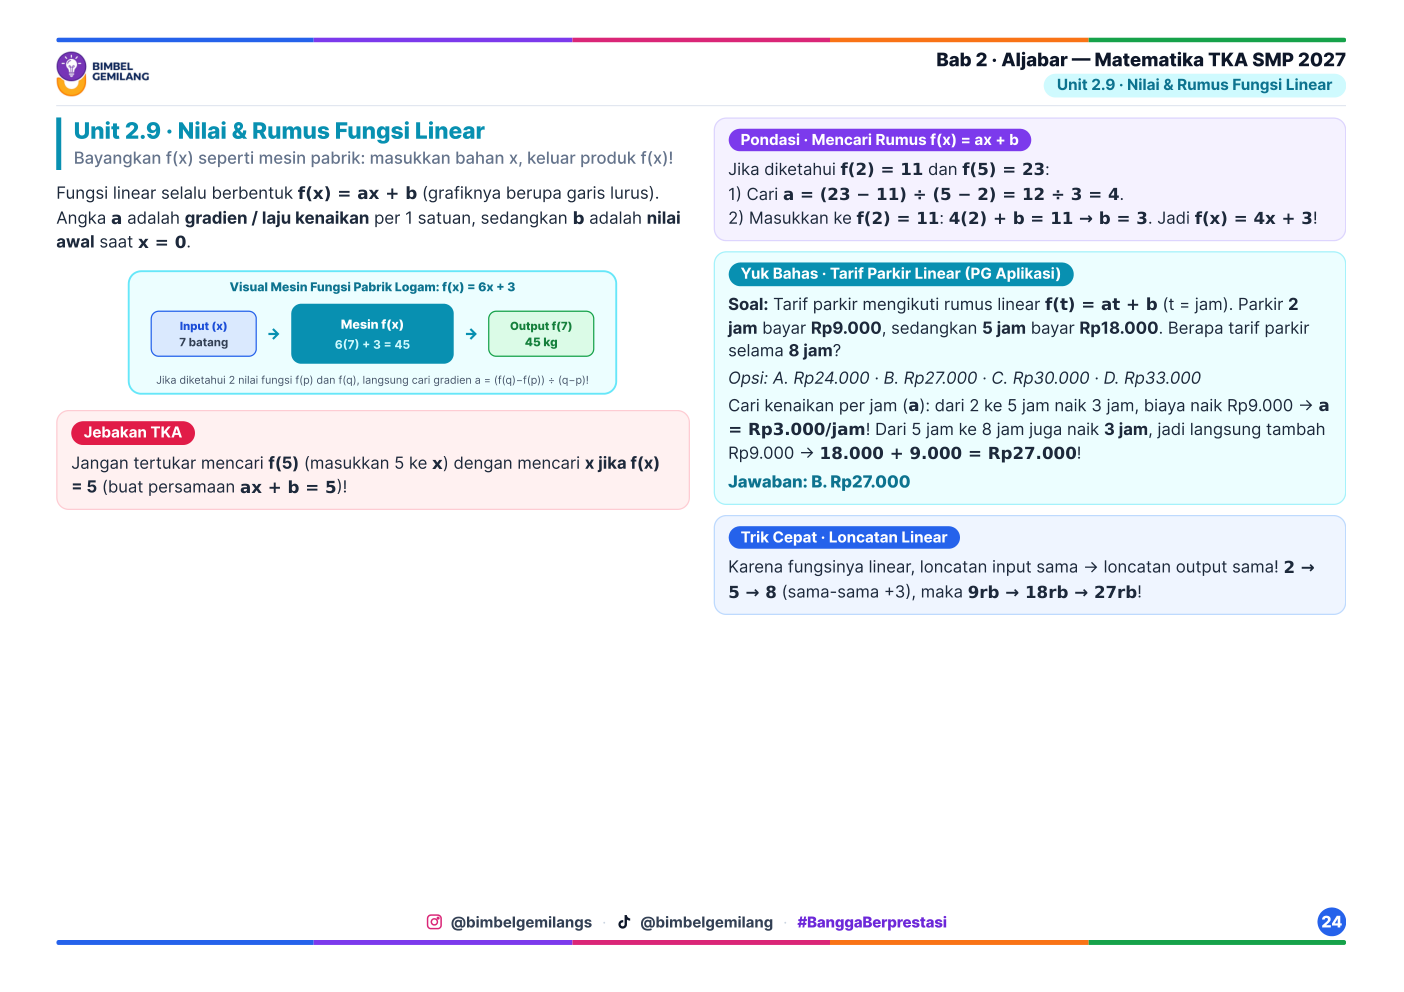 BIMBEL
GEMILANG
Bab 2 · Aljabar — Matematika TKA SMP 2027
Unit 2.9 · Nilai & Rumus Fungsi Linear
Unit 2.9 · Nilai & Rumus Fungsi Linear
Bayangkan f(x) seperti mesin pabrik: masukkan bahan x, keluar produk f(x)!
Fungsi linear selalu berbentuk f(x) = ax + b (grafiknya berupa garis lurus).
Angka a adalah gradien / laju kenaikan per 1 satuan, sedangkan b adalah nilai
awal saat x = 0.
Visual Mesin Fungsi Pabrik Logam: f(x) = 6x + 3
Input (x)
7 batang
→
Mesin f(x)
6(7) + 3 = 45
→
Output f(7)
45 kg
Jika diketahui 2 nilai fungsi f(p) dan f(q), langsung cari gradien a = (f(q)−f(p)) ÷ (q−p)!
Jebakan TKA
Jangan tertukar mencari f(5) (masukkan 5 ke x) dengan mencari x jika f(x)
= 5 (buat persamaan ax + b = 5)!
Pondasi · Mencari Rumus f(x) = ax + b
Jika diketahui f(2) = 11 dan f(5) = 23:
1) Cari a = (23 − 11) ÷ (5 − 2) = 12 ÷ 3 = 4.
2) Masukkan ke f(2) = 11: 4(2) + b = 11 → b = 3. Jadi f(x) = 4x + 3!
Yuk Bahas · Tarif Parkir Linear (PG Aplikasi)
Soal: Tarif parkir mengikuti rumus linear f(t) = at + b (t = jam). Parkir 2
jam bayar Rp9.000, sedangkan 5 jam bayar Rp18.000. Berapa tarif parkir
selama 8 jam?
Opsi: A. Rp24.000 · B. Rp27.000 · C. Rp30.000 · D. Rp33.000
Cari kenaikan per jam (a): dari 2 ke 5 jam naik 3 jam, biaya naik Rp9.000 → a
= Rp3.000/jam! Dari 5 jam ke 8 jam juga naik 3 jam, jadi langsung tambah
Rp9.000 → 18.000 + 9.000 = Rp27.000!
Jawaban: B. Rp27.000
Trik Cepat · Loncatan Linear
Karena fungsinya linear, loncatan input sama → loncatan output sama! 2 →
5 → 8 (sama-sama +3), maka 9rb → 18rb → 27rb!
@bimbelgemilangs · @bimbelgemilang · #BanggaBerprestasi
24